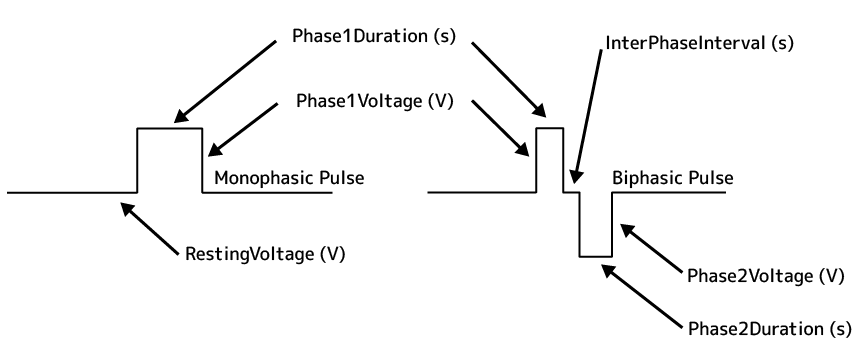 Phase1Duration (s)
InterPhaseInterval (s)
Phase1Voltage (V)
Monophasic Pulse
Biphasic Pulse
RestingVoltage (V)
Phase2Voltage (V)
Phase2Duration (s)